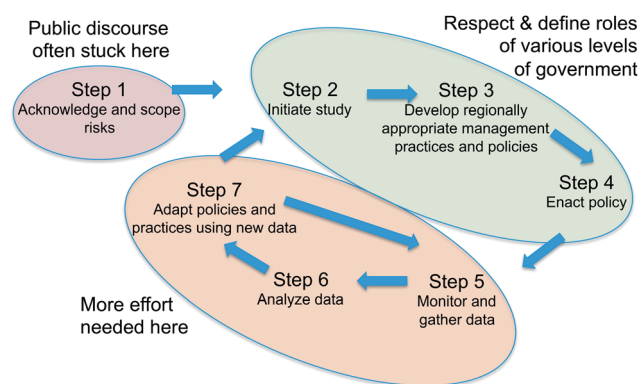 Public discourse
often stuck here
Step 1
Acknowledge and scope
risks
Respect & define roles
of various levels
of government
Step 2
Initiate study
Step 3
Develop regionally
appropriate management
practices and policies
Step 4
Enact policy
Step 5
Monitor and
gather data
Step 6
Analyze data
Step 7
Adapt policies and
practices using new data
More effort
needed here